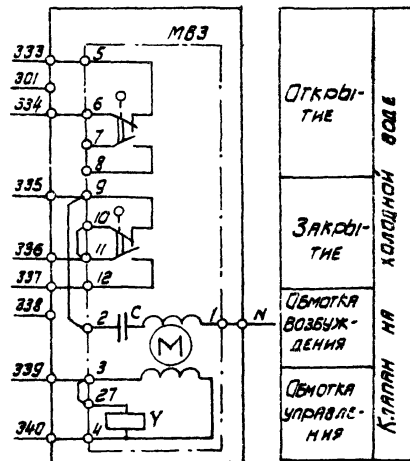 МВЭ
333
5
301
334
6
7
8
335
9
10
336
11
337
12
338
2
C
1
N
М
339
3
27
Y
340
4
ОТКРЫ-
ТИЕ
ЗАКРЫ-
ТИЕ
ОБМОТКА
ВОЗБУЖ-
ДЕНИЯ
ОБМОТКА
УПРАВЛЕ-
НИЯ
КЛАПАН НА ХОЛОДНОЙ ВОДЕ